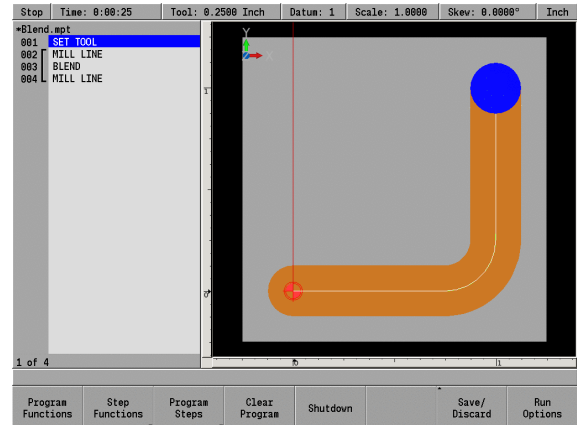 Stop Time: 0:00:25 Tool: 0.2500 Inch Datum: 1 Scale: 1.0000 Skew: 0.0000° Inch
*Blend.mpt
001 SET TOOL
002 MILL LINE
003 BLEND
004 MILL LINE
Y
X
1
0
0
1
1 of 4
Program Functions
Step Functions
Program Steps
Clear Program
Shutdown
Save/ Discard
Run Options